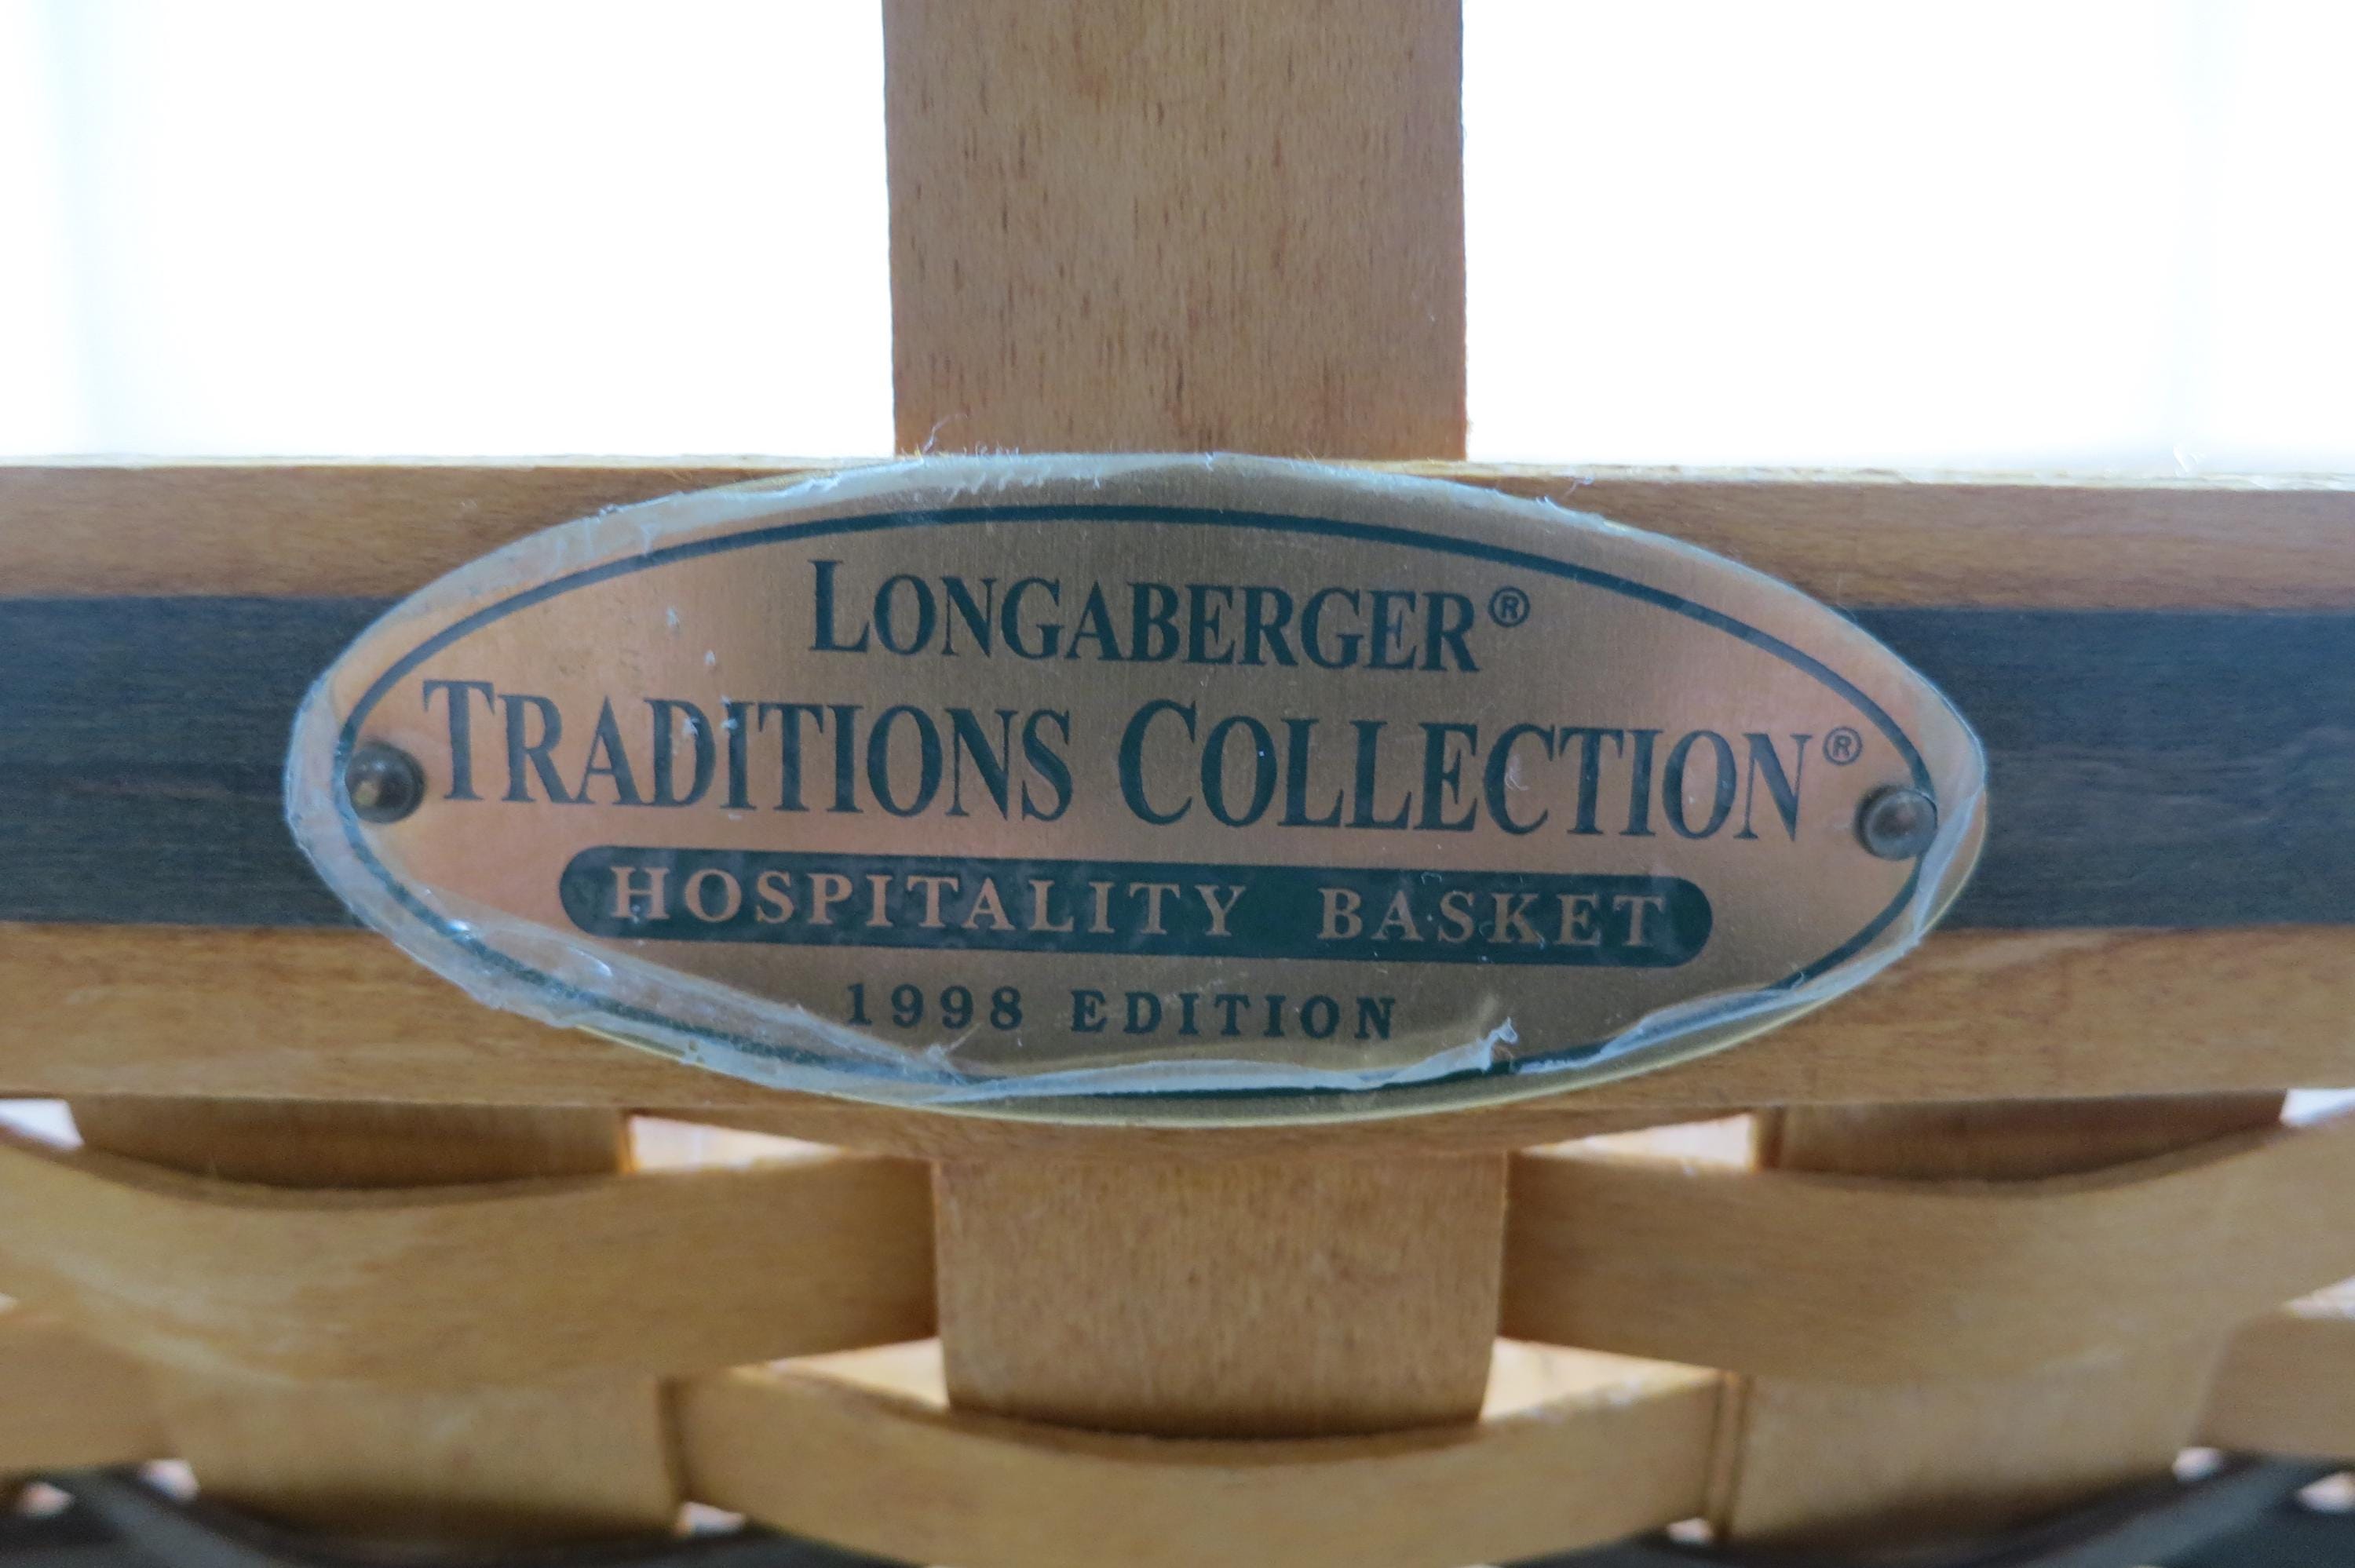 LONGABERGER®
TRADITIONS COLLECTION®
HOSPITALITY BASKET
1998 EDITION